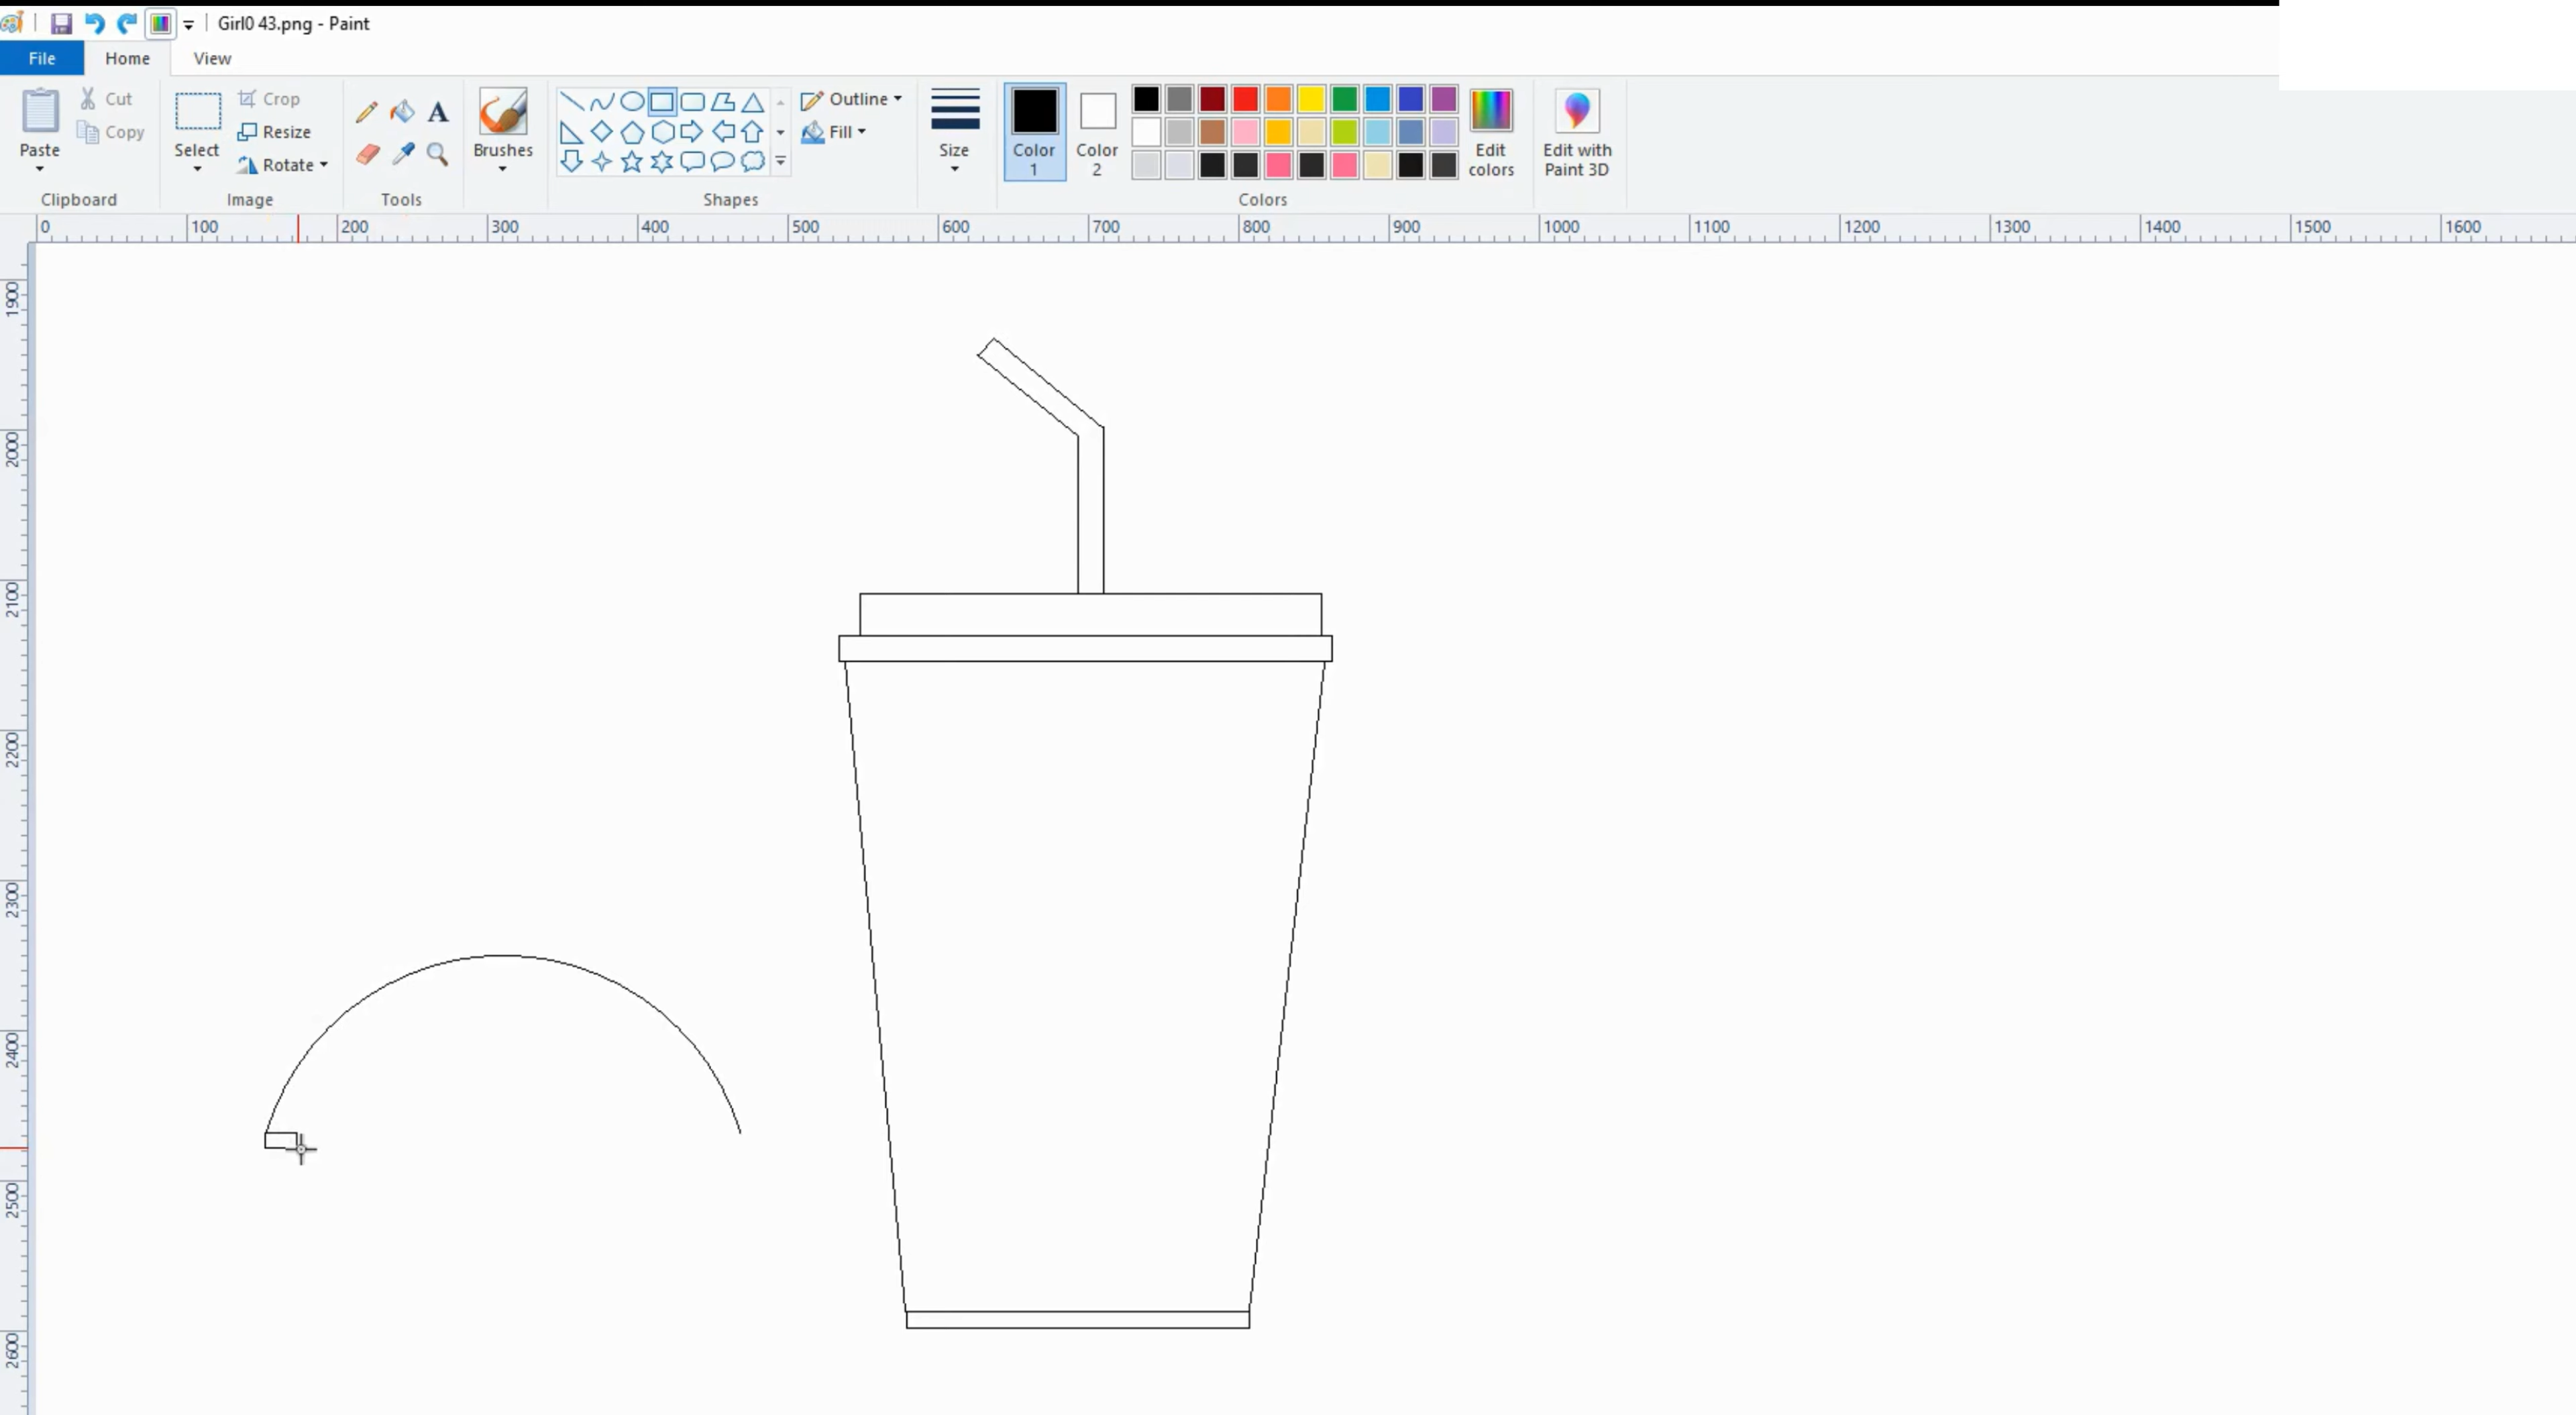 Girl0 43.png - Paint
File Home View
Paste Cut Copy Select Crop Resize Rotate A Brushes Outline Fill Size Color 1 Color 2 Edit colors Edit with Paint 3D
Clipboard Image Tools Shapes Colors
0 100 200 300 400 500 600 700 800 900 1000 1100 1200 1300 1400 1500 1600
1900
2000
2100
2200
2300
2400
2500
2600